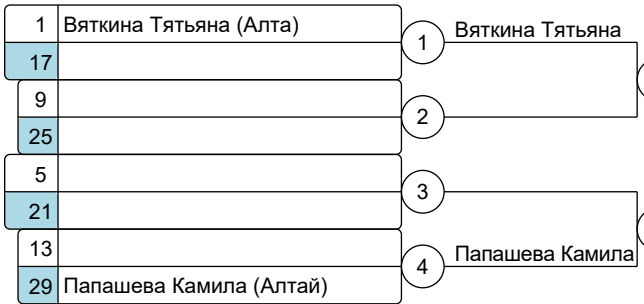 1 Вяткина Тятьяна (Алта) 1 Вяткина Тятьяна
17
9 2
25
5 3
21
13 4 Папашева Камила
29 Папашева Камила (Алтай)